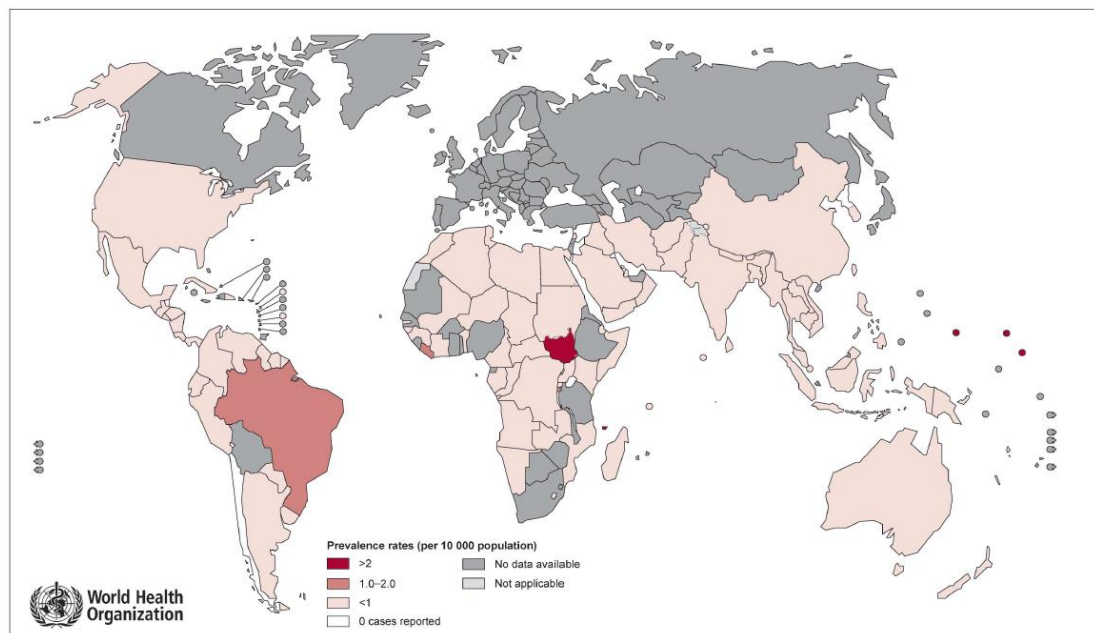 Prevalence rates (per 10 000 population)
>2
1.0–2.0
<1
0 cases reported
No data available
Not applicable
World Health
Organization